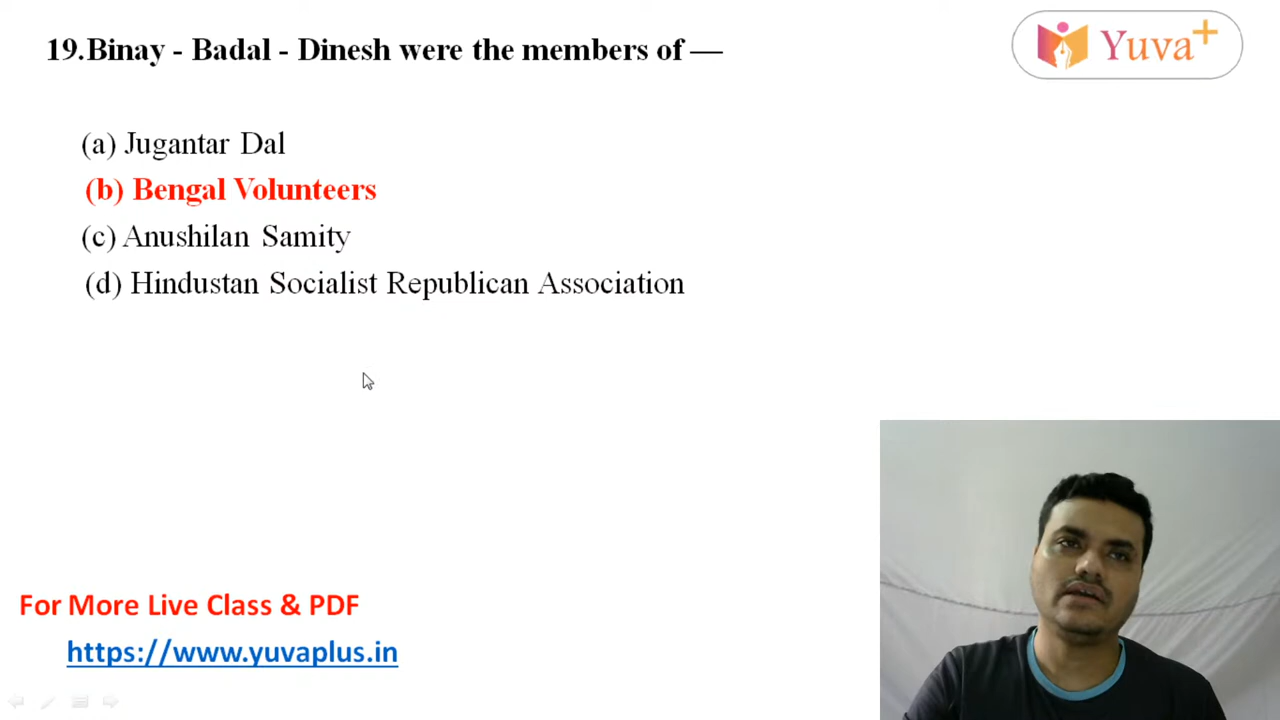 19.Binay - Badal - Dinesh were the members of —
Yuva+
(a) Jugantar Dal
(b) Bengal Volunteers
(c) Anushilan Samity
(d) Hindustan Socialist Republican Association
For More Live Class & PDF
https://www.yuvaplus.in